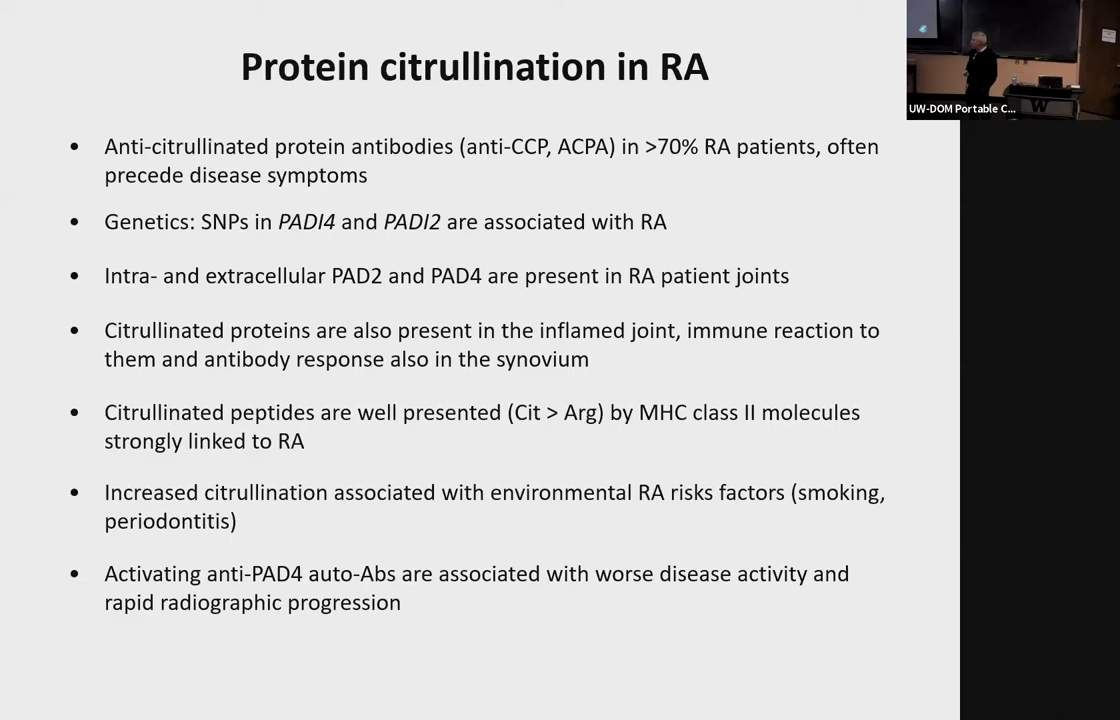 Protein citrullination in RA
UW-DOM Portable C...
• Anti-citrullinated protein antibodies (anti-CCP, ACPA) in >70% RA patients, often
precede disease symptoms
• Genetics: SNPs in PADI4 and PADI2 are associated with RA
• Intra- and extracellular PAD2 and PAD4 are present in RA patient joints
• Citrullinated proteins are also present in the inflamed joint, immune reaction to
them and antibody response also in the synovium
• Citrullinated peptides are well presented (Cit > Arg) by MHC class II molecules
strongly linked to RA
• Increased citrullination associated with environmental RA risks factors (smoking,
periodontitis)
• Activating anti-PAD4 auto-Abs are associated with worse disease activity and
rapid radiographic progression
W